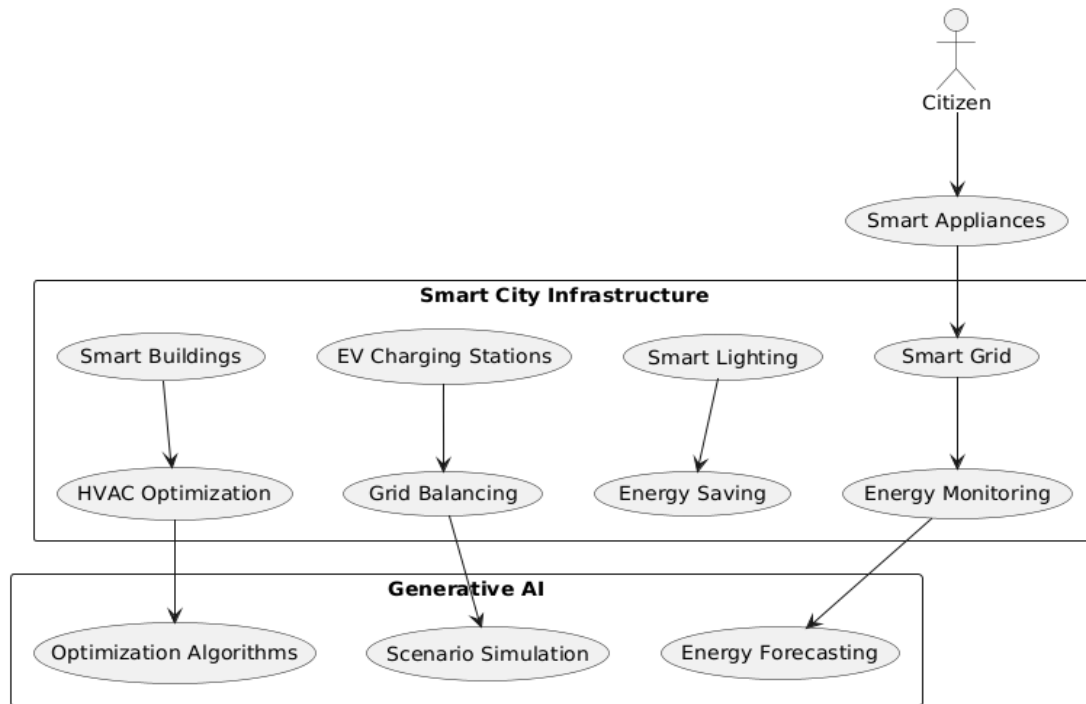 Citizen
Smart Appliances
Smart City Infrastructure
Smart Buildings
EV Charging Stations
Smart Lighting
Smart Grid
HVAC Optimization
Grid Balancing
Energy Saving
Energy Monitoring
Generative AI
Optimization Algorithms
Scenario Simulation
Energy Forecasting